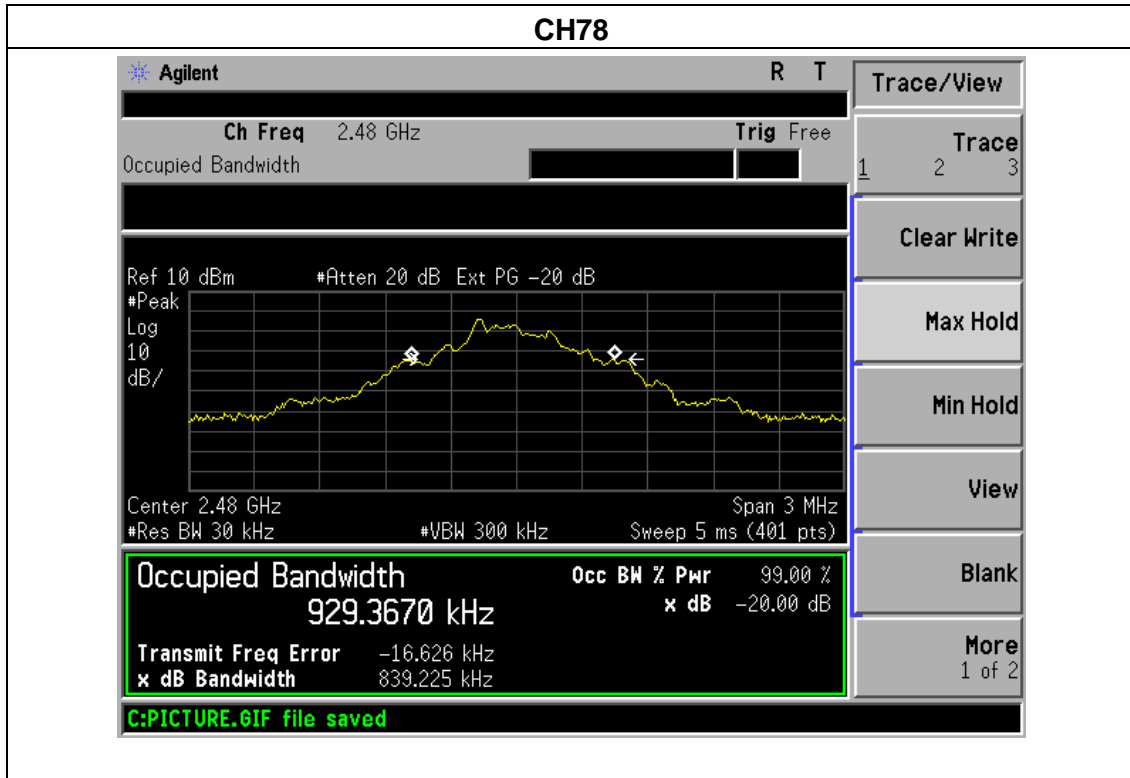 CH78
Agilent R T
Ch Freq 2.48 GHz Trig Free
Occupied Bandwidth
Ref 10 dBm #Atten 20 dB Ext PG −20 dB
#Peak
Log
10
dB/
Center 2.48 GHz Span 3 MHz
#Res BW 30 kHz #VBW 300 kHz Sweep 5 ms (401 pts)
Occupied Bandwidth Occ BW % Pwr 99.00 %
929.3670 kHz x dB −20.00 dB
Transmit Freq Error −16.626 kHz
x dB Bandwidth 839.225 kHz
C:PICTURE.GIF file saved
Trace/View
Trace
1 2 3
Clear Write
Max Hold
Min Hold
View
Blank
More
1 of 2